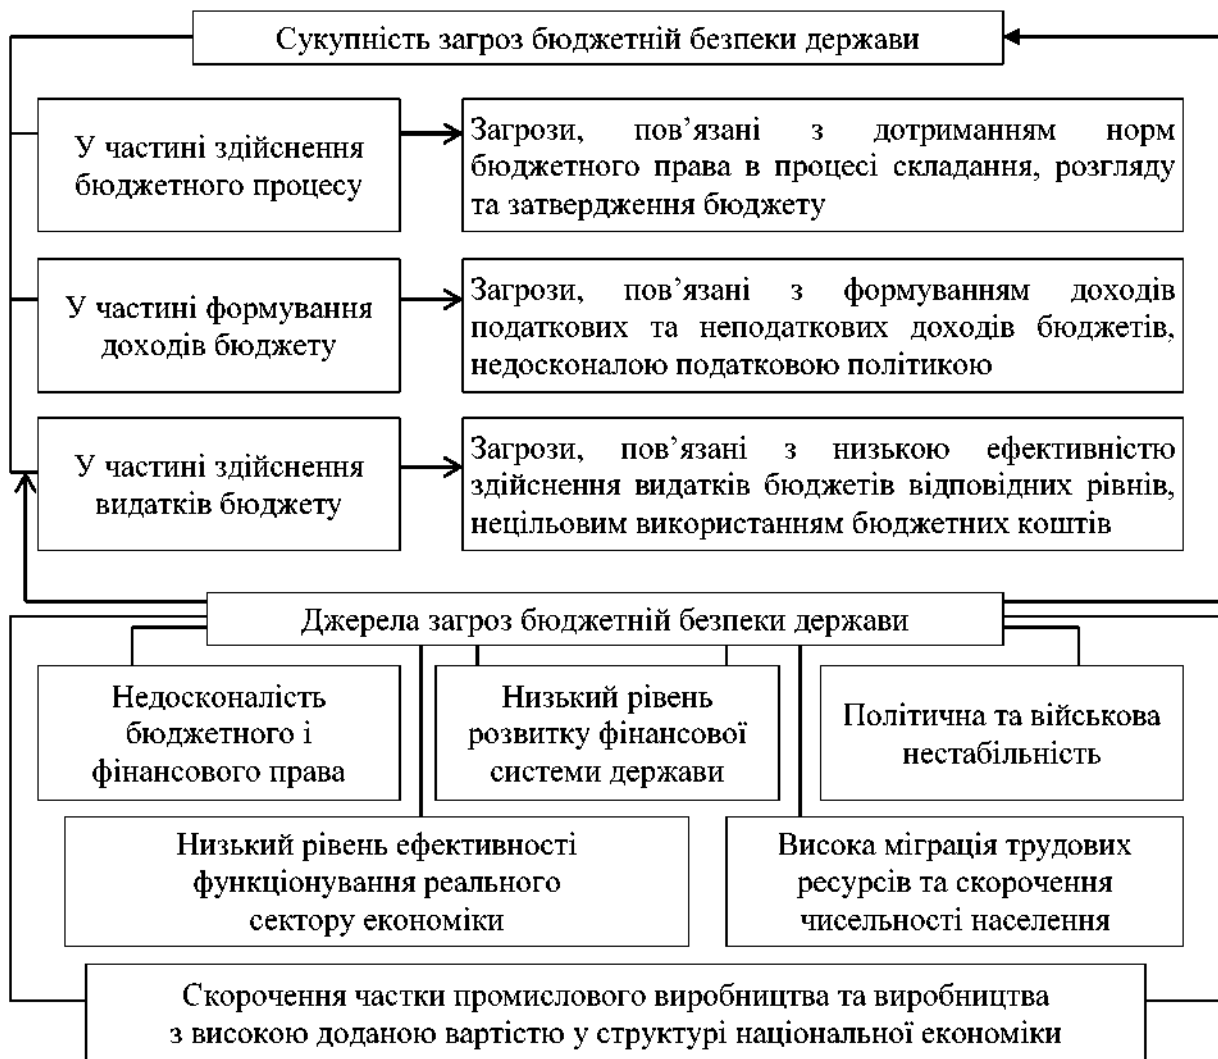 Сукупність загроз бюджетній безпеки держави
У частині здійснення
бюджетного процесу
Загрози, пов’язані з дотриманням норм
бюджетного права в процесі складання, розгляду
та затвердження бюджету
У частині формування
доходів бюджету
Загрози, пов’язані з формуванням доходів
податкових та неподаткових доходів бюджетів,
недосконалою податковою політикою
У частині здійснення
видатків бюджету
Загрози, пов’язані з низькою ефективністю
здійснення видатків бюджетів відповідних рівнів,
нецільовим використанням бюджетних коштів
Джерела загроз бюджетній безпеки держави
Недосконалість
бюджетного і
фінансового права
Низький рівень
розвитку фінансової
системи держави
Політична та військова
нестабільність
Низький рівень ефективності
функціонування реального
сектору економіки
Висока міграція трудових
ресурсів та скорочення
чисельності населення
Скорочення частки промислового виробництва та виробництва
з високою доданою вартістю у структурі національної економіки